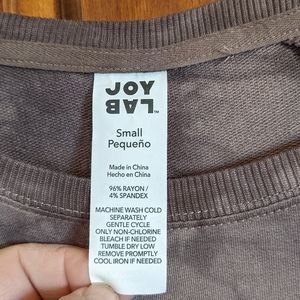 JOY
LAB™
Small
Pequeño
Made in China
Hecho en China
96% RAYON /
4% SPANDEX
MACHINE WASH COLD
SEPARATELY
GENTLE CYCLE
ONLY NON-CHLORINE
BLEACH IF NEEDED
TUMBLE DRY LOW
REMOVE PROMPTLY
COOL IRON IF NEEDED